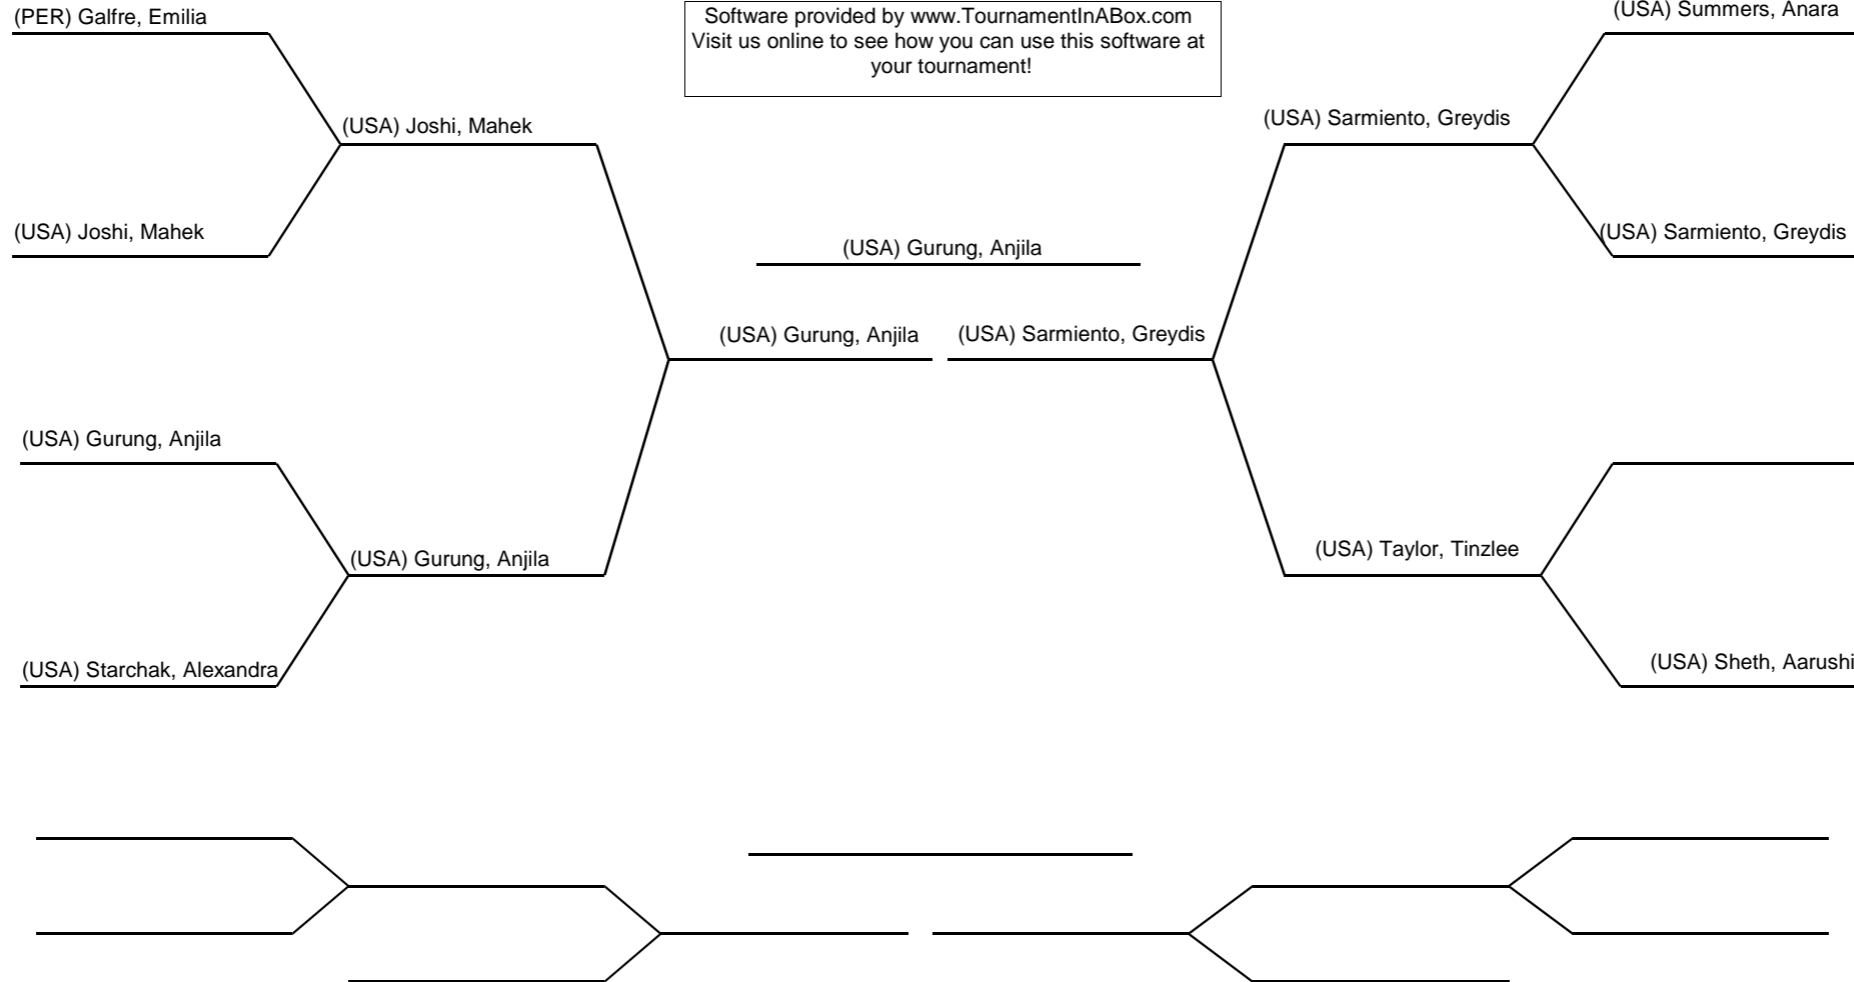 (PER) Galfre, Emilia
Software provided by www.TournamentInABox.com
Visit us online to see how you can use this software at
your tournament!
(USA) Summers, Anara
(USA) Joshi, Mahek
(USA) Sarmiento, Greydis
(USA) Joshi, Mahek
(USA) Gurung, Anjila
(USA) Sarmiento, Greydis
(USA) Gurung, Anjila
(USA) Sarmiento, Greydis
(USA) Gurung, Anjila
(USA) Gurung, Anjila
(USA) Taylor, Tinzlee
(USA) Starchak, Alexandra
(USA) Sheth, Aarushi